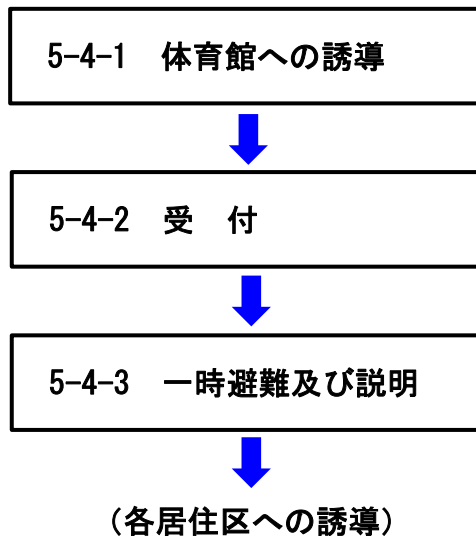 5-4-1　体育館への誘導
5-4-2　受　付
5-4-3　一時避難及び説明
（各居住区への誘導）